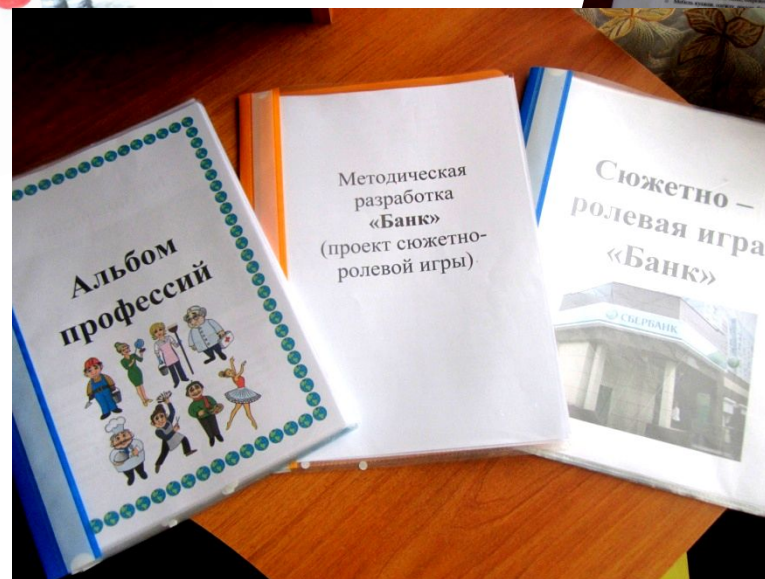 Альбом
профессий
Методическая
разработка
«Банк»
(проект сюжетно-
ролевой игры)
Сюжетно –
ролевая игра
«Банк»
СБЕРБАНК